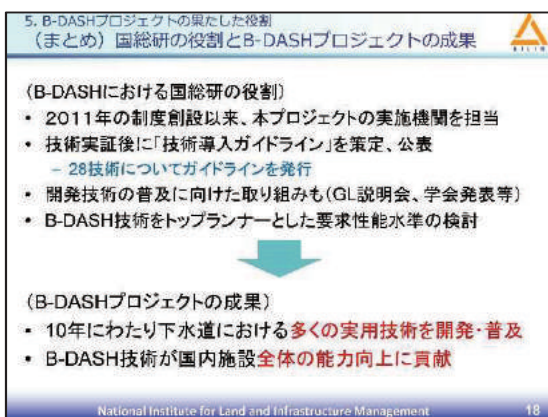 5. B-DASHプロジェクトの果たした役割
(まとめ) 国総研の役割とB-DASHプロジェクトの成果
NILIM
(B-DASHにおける国総研の役割)
• 2011年の制度創設以来、本プロジェクトの実施機関を担当
• 技術実証後に「技術導入ガイドライン」を策定、公表
– 28技術についてガイドラインを発行
• 開発技術の普及に向けた取り組みも(GL説明会、学会発表等)
• B-DASH技術をトップランナーとした要求性能水準の検討
(B-DASHプロジェクトの成果)
• 10年にわたり下水道における多くの実用技術を開発・普及
• B-DASH技術が国内施設全体の能力向上に貢献
National Institute for Land and Infrastructure Management 18